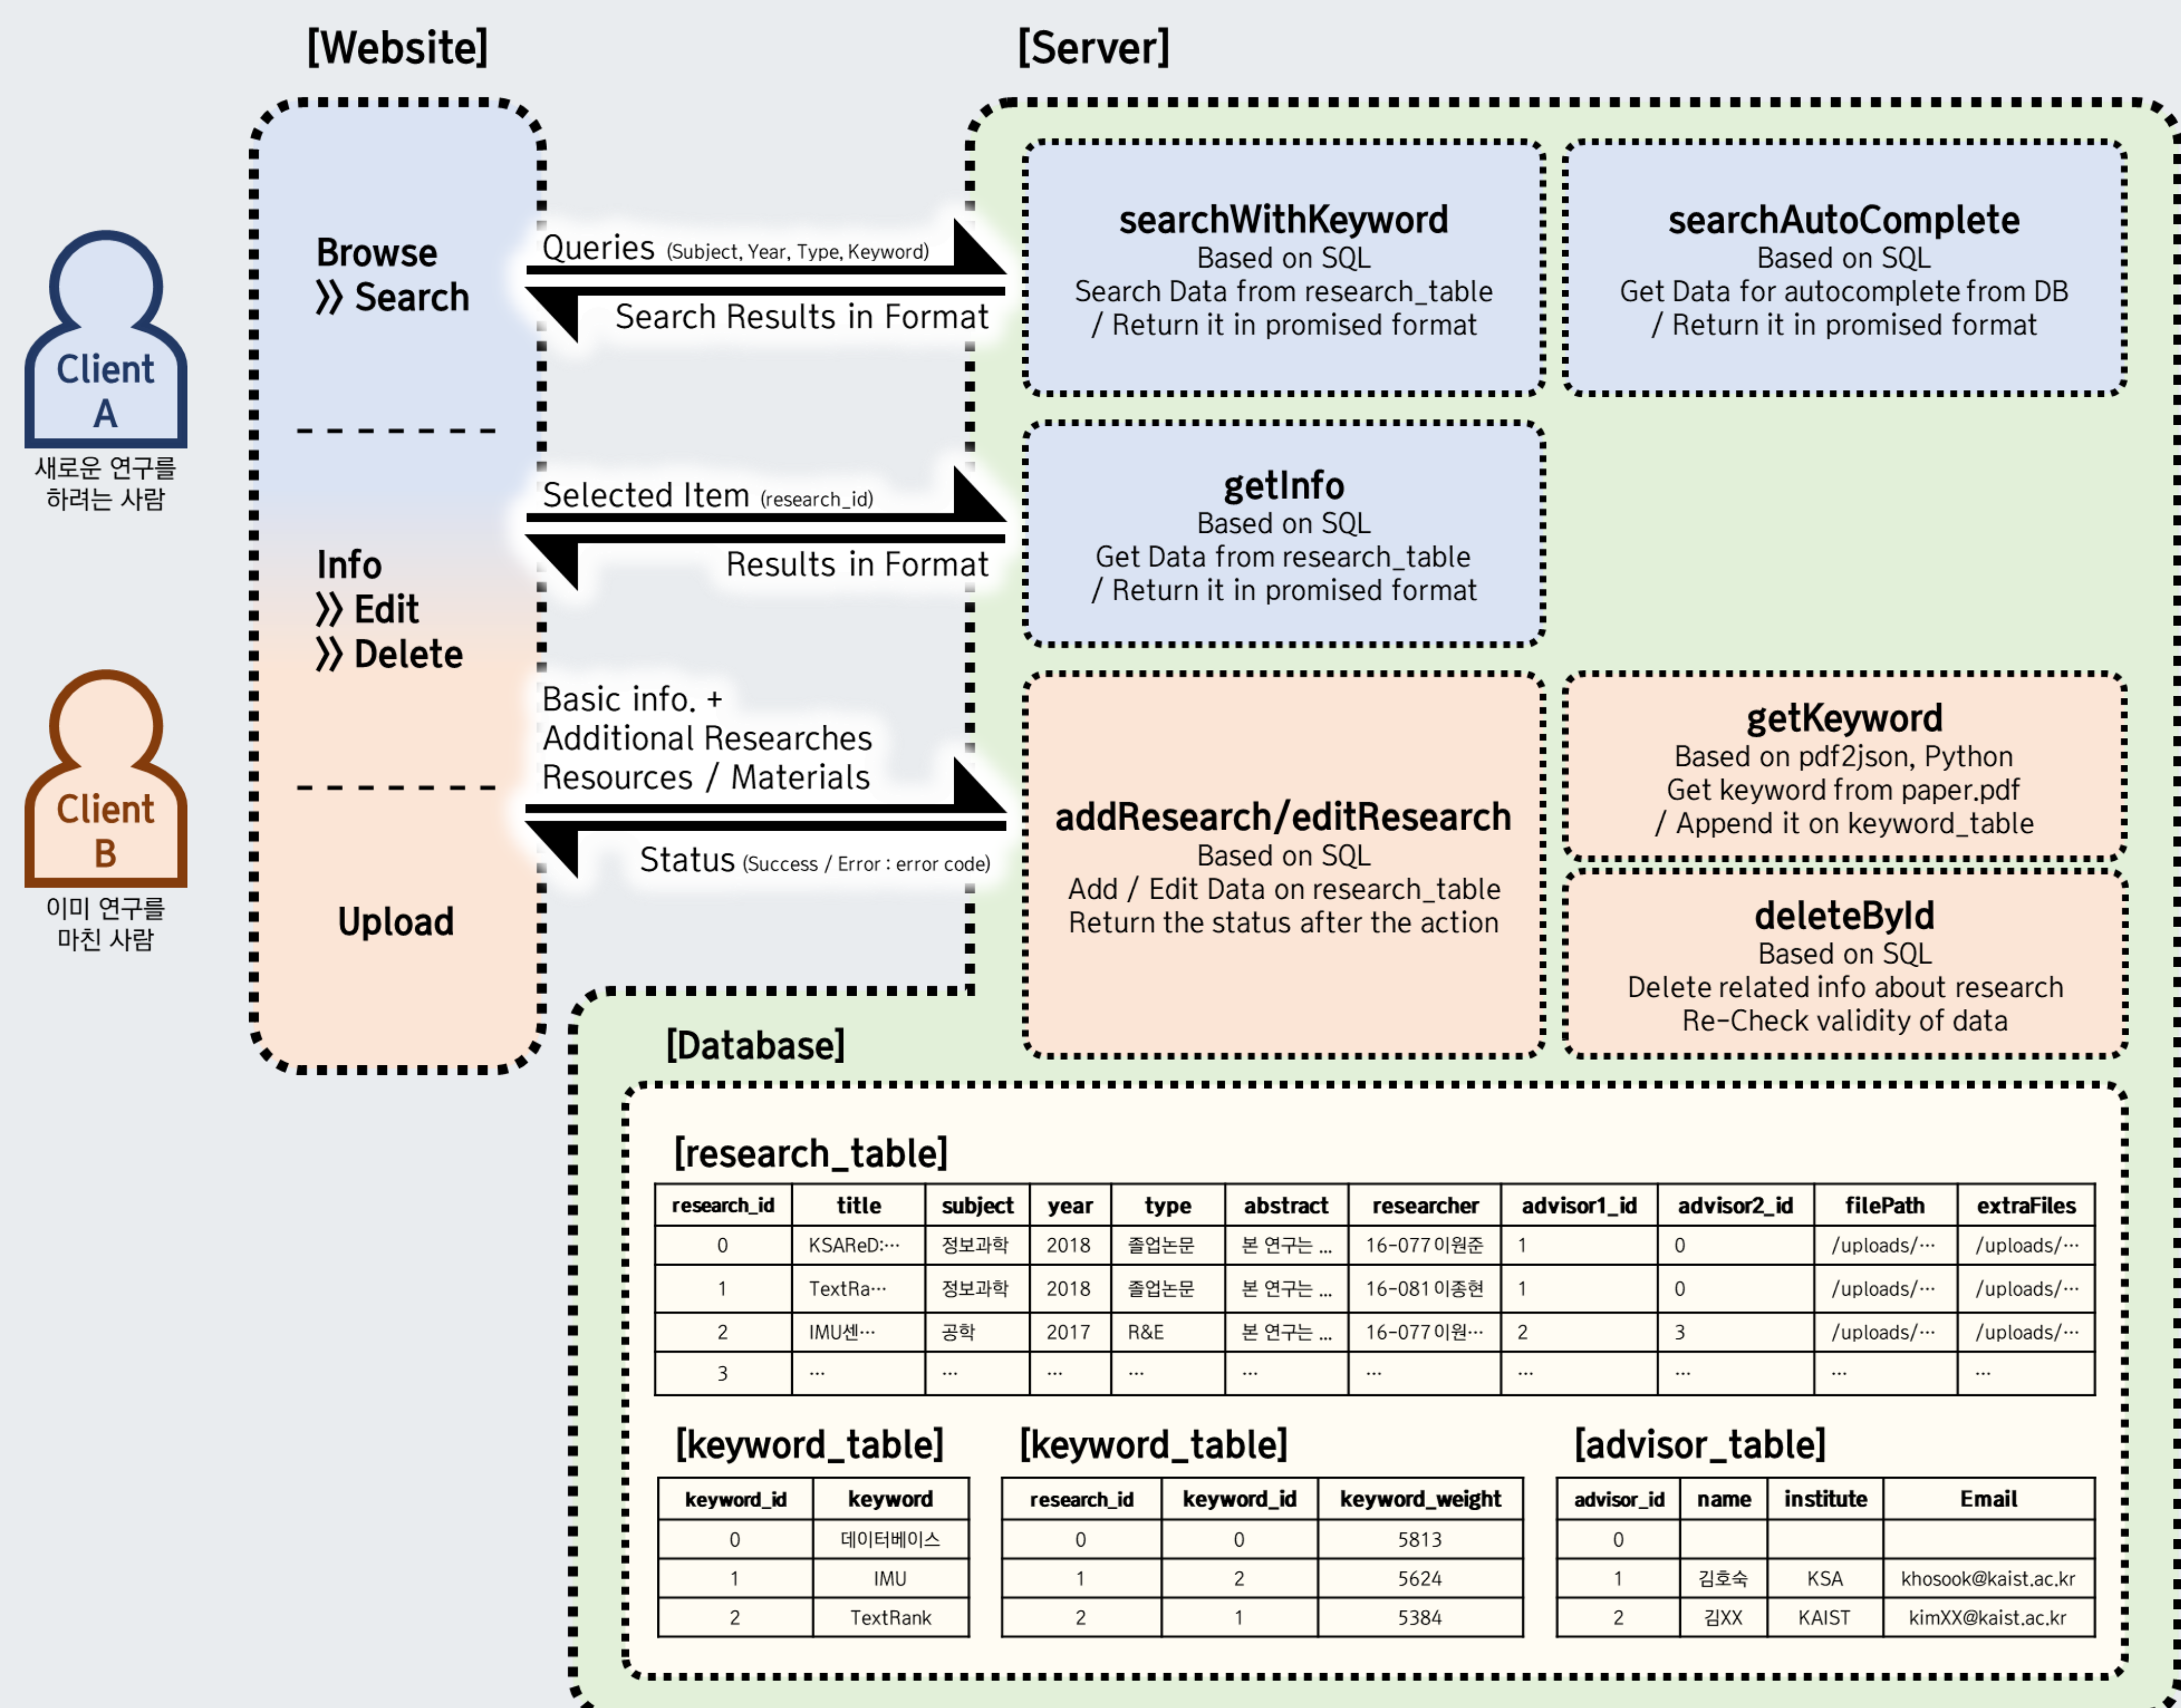 [Website]
[Server]
Client
A
새로운 연구를
하려는 사람
Client
B
이미 연구를
마친 사람
Browse
》 Search
Info
》 Edit
》 Delete
Upload
Queries (Subject, Year, Type, Keyword)
Search Results in Format
Selected Item (research_id)
Results in Format
Basic info. +
Additional Researches
Resources / Materials
Status (Success / Error : error code)
searchWithKeyword
Based on SQL
Search Data from research_table
/ Return it in promised format
searchAutoComplete
Based on SQL
Get Data for autocomplete from DB
/ Return it in promised format
getInfo
Based on SQL
Get Data from research_table
/ Return it in promised format
addResearch/editResearch
Based on SQL
Add / Edit Data on research_table
Return the status after the action
getKeyword
Based on pdf2json, Python
Get keyword from paper.pdf
/ Append it on keyword_table
deleteById
Based on SQL
Delete related info about research
Re-Check validity of data
[Database]
[research_table]
research_id title subject year type abstract researcher advisor1_id advisor2_id filePath extraFiles
0 KSAReD:… 정보과학 2018 졸업논문 본 연구는 ... 16-077 이원준 1 0 /uploads/… /uploads/…
1 TextRa… 정보과학 2018 졸업논문 본 연구는 ... 16-081 이종현 1 0 /uploads/… /uploads/…
2 IMU센… 공학 2017 R&E 본 연구는 ... 16-077 이원… 2 3 /uploads/… /uploads/…
3 … … … … … … … … … …
[keyword_table]
keyword_id keyword
0 데이터베이스
1 IMU
2 TextRank
[keyword_table]
research_id keyword_id keyword_weight
0 0 5813
1 2 5624
2 1 5384
[advisor_table]
advisor_id name institute Email
0
1 김호숙 KSA khosook@kaist.ac.kr
2 김XX KAIST kimXX@kaist.ac.kr